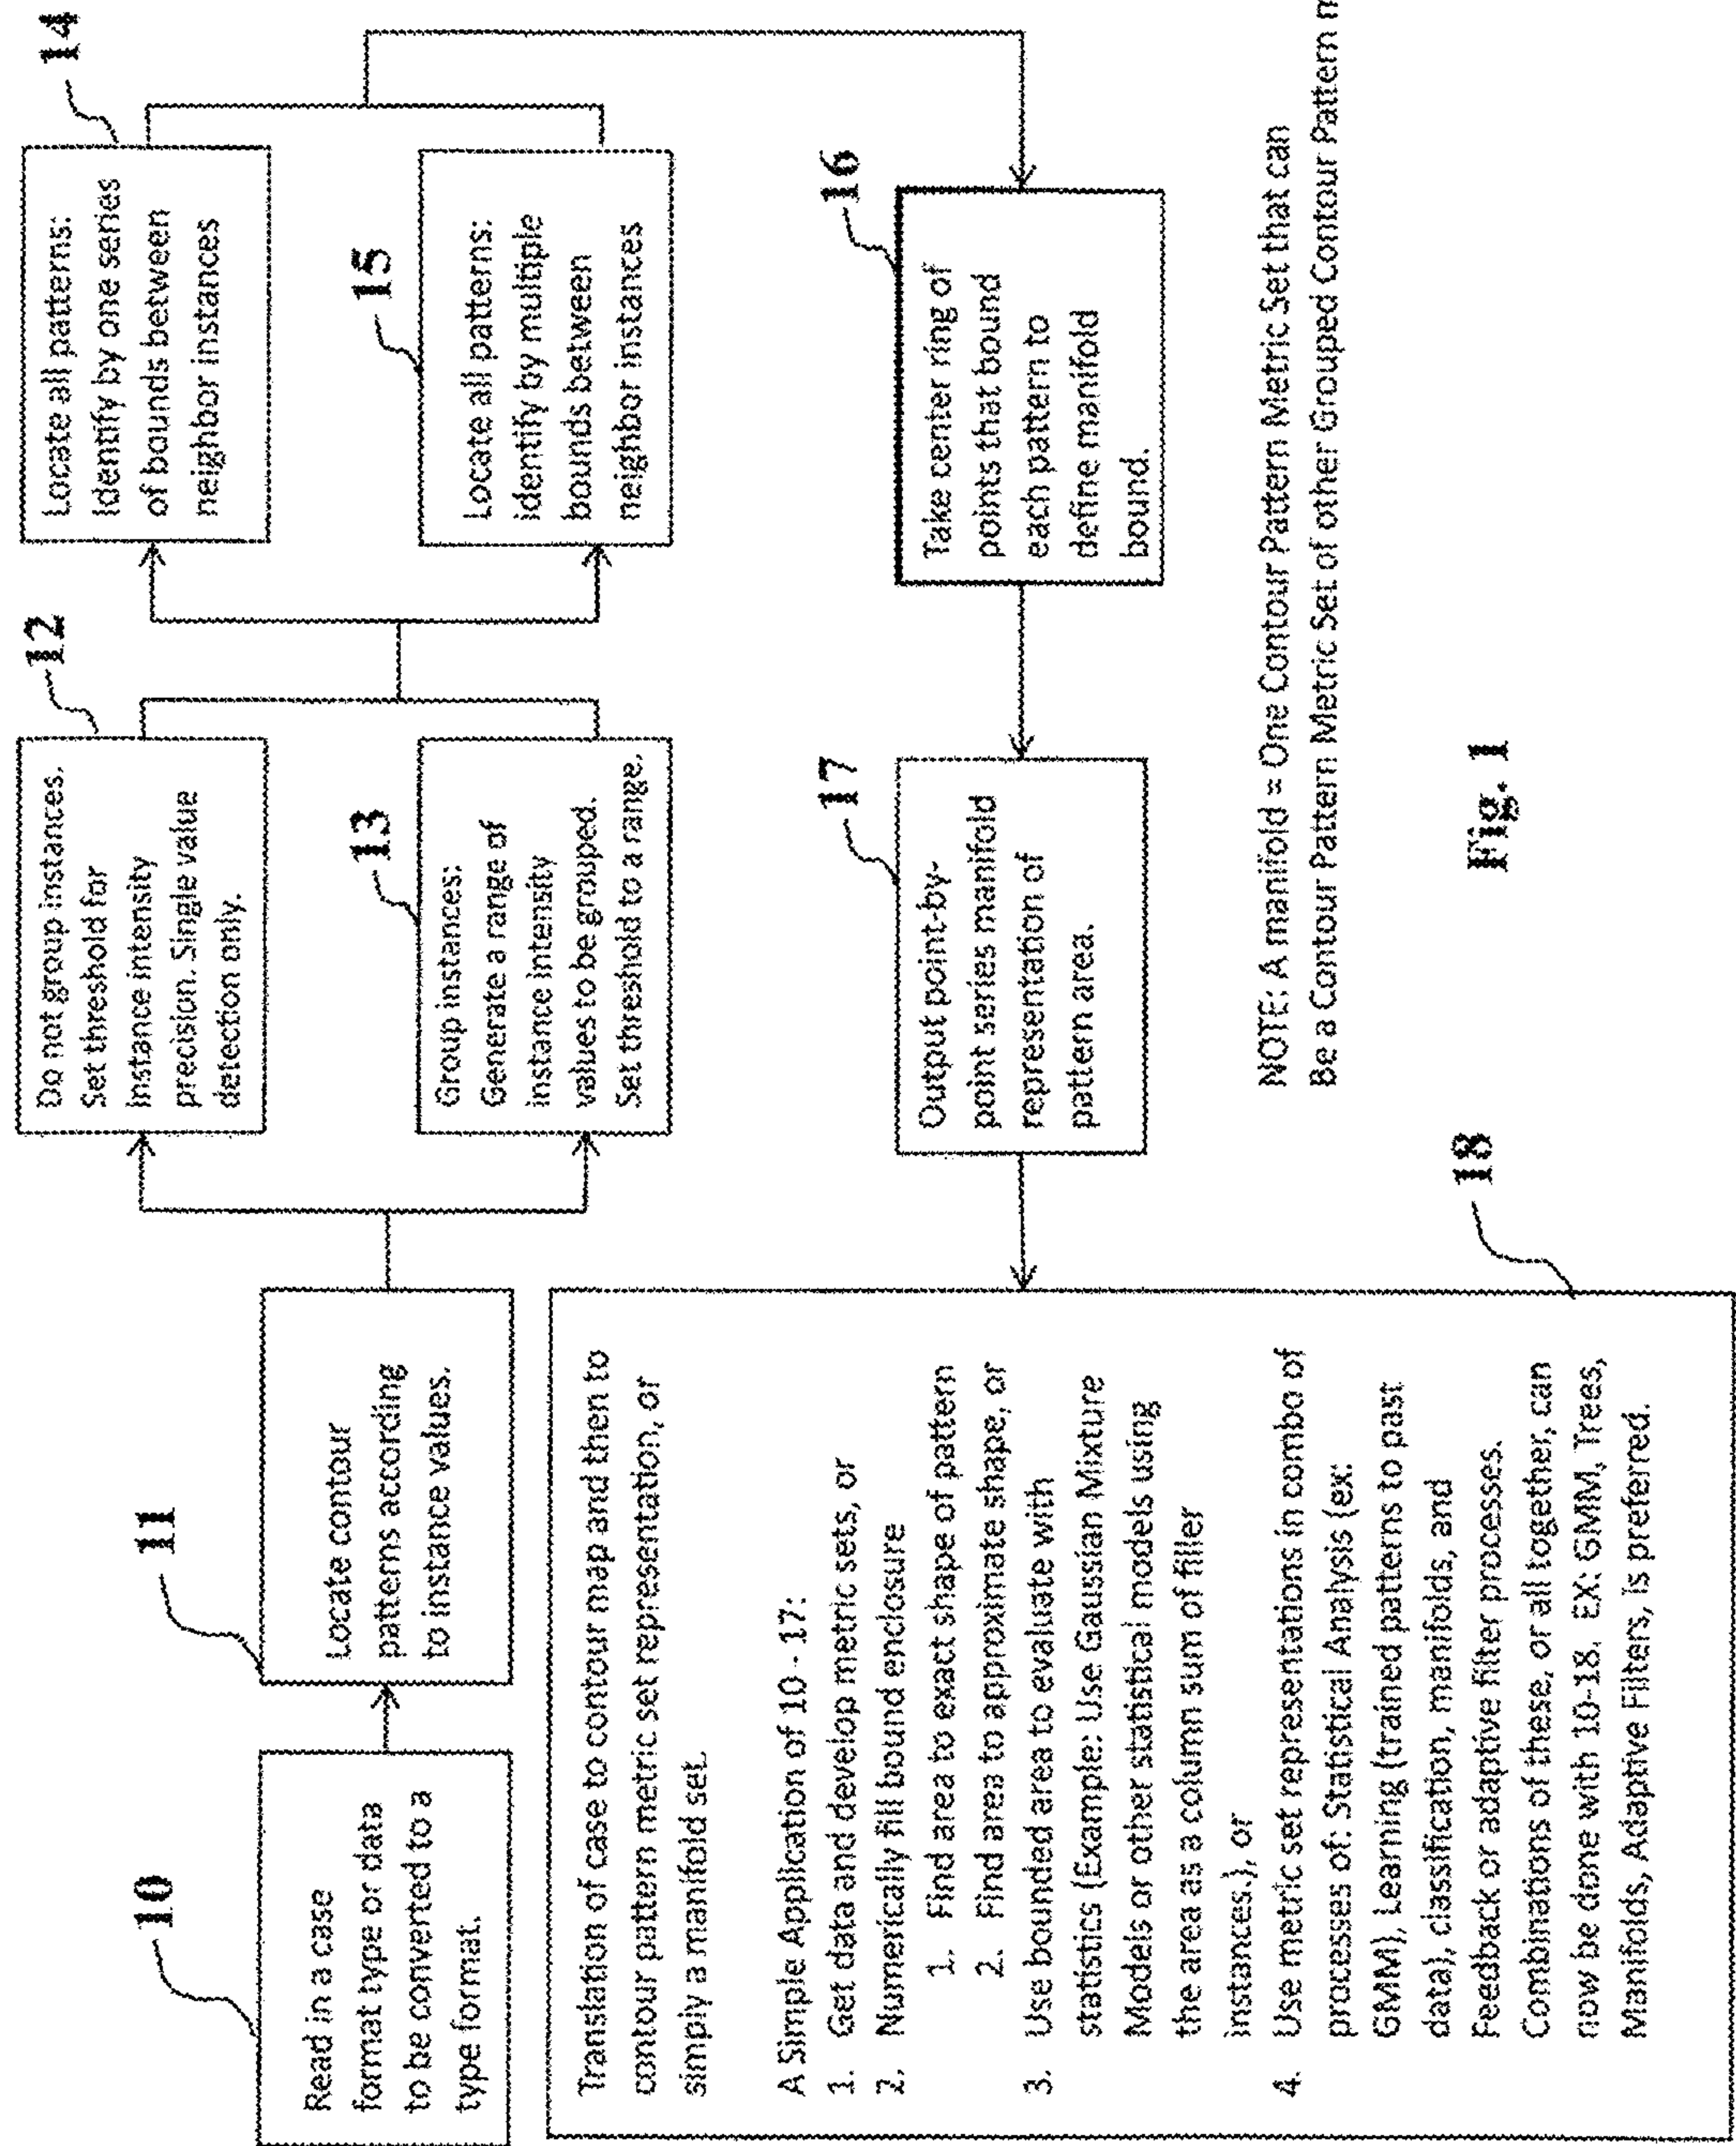 10
Read in a case
format type or data
to be converted to a
type format.
11
Locate contour
patterns according
to instance values.
12
Do not group instances.
Set threshold for
instance intensity
precision. Single value
detection only.
13
Group instances:
Generate a range of
instance intensity
values to be grouped.
Set threshold to a range.
14
Locate all patterns:
Identify by one series
of bounds between
neighbor instances
15
Locate all patterns:
identify by multiple
bounds between
neighbor instances
16
Take center ring of
points that bound
each pattern to
define manifold
bound.
17
Output point-by-
point series manifold
representation of
pattern area.
18
Translation of case to contour map and then to
contour pattern metric set representation, or
simply a manifold set.
A Simple Application of 10 - 17:
1. Get data and develop metric sets, or
2. Numerically fill bound enclosure
1. Find area to exact shape of pattern
2. Find area to approximate shape, or
3. Use bounded area to evaluate with
statistics (Example: Use Gaussian Mixture
Models or other statistical models using
the area as a column sum of filler
instances.), or
4. Use metric set representations in combo of
processes of: Statistical Analysis (ex:
GMM), Learning (trained patterns to past
data), classification, manifolds, and
Feedback or adaptive filter processes.
Combinations of these, or all together, can
now be done with 10-18. EX: GMM, Trees,
Manifolds, Adaptive Filters, is preferred.
NOTE: A manifold = One Contour Pattern Metric Set that can
Be a Contour Pattern Metric Set of other Grouped Contour Pattern
Fig. 1